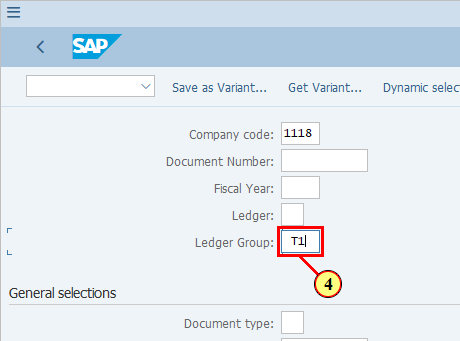 SAP
Save as Variant... Get Variant... Dynamic selec
Company code: 1118
Document Number:
Fiscal Year:
Ledger:
Ledger Group: T1
4
General selections
Document type: